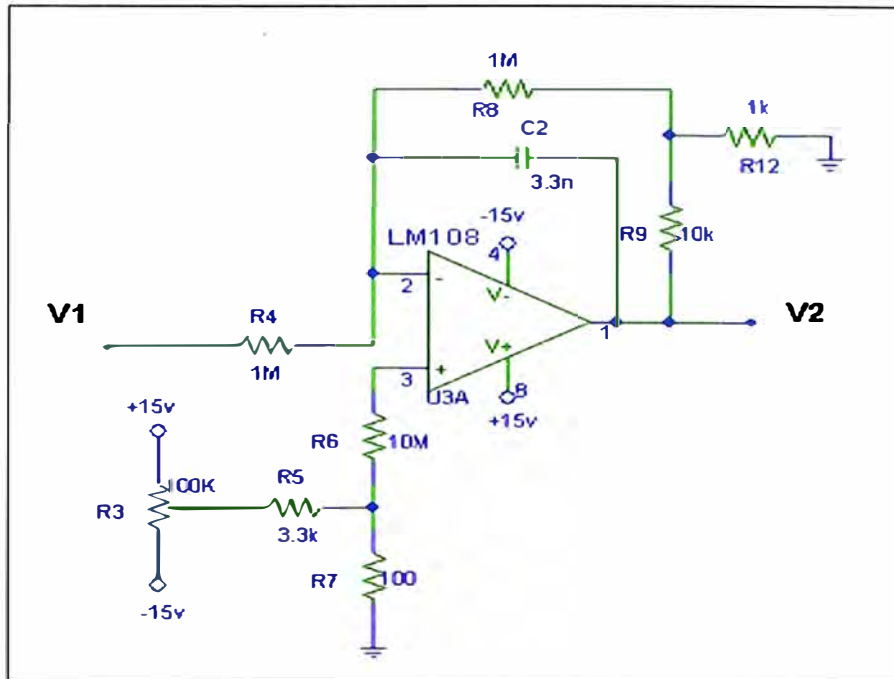 1M
R8
1k
R12
C2
3.3n
-15v
LM108
4
R9
10k
2
-
V-
V1
R4
1M
V2
1
V+
3
+
U3A
8
+15v
+15v
R6
10M
100K
R3
R5
3.3k
R7
100
-15v